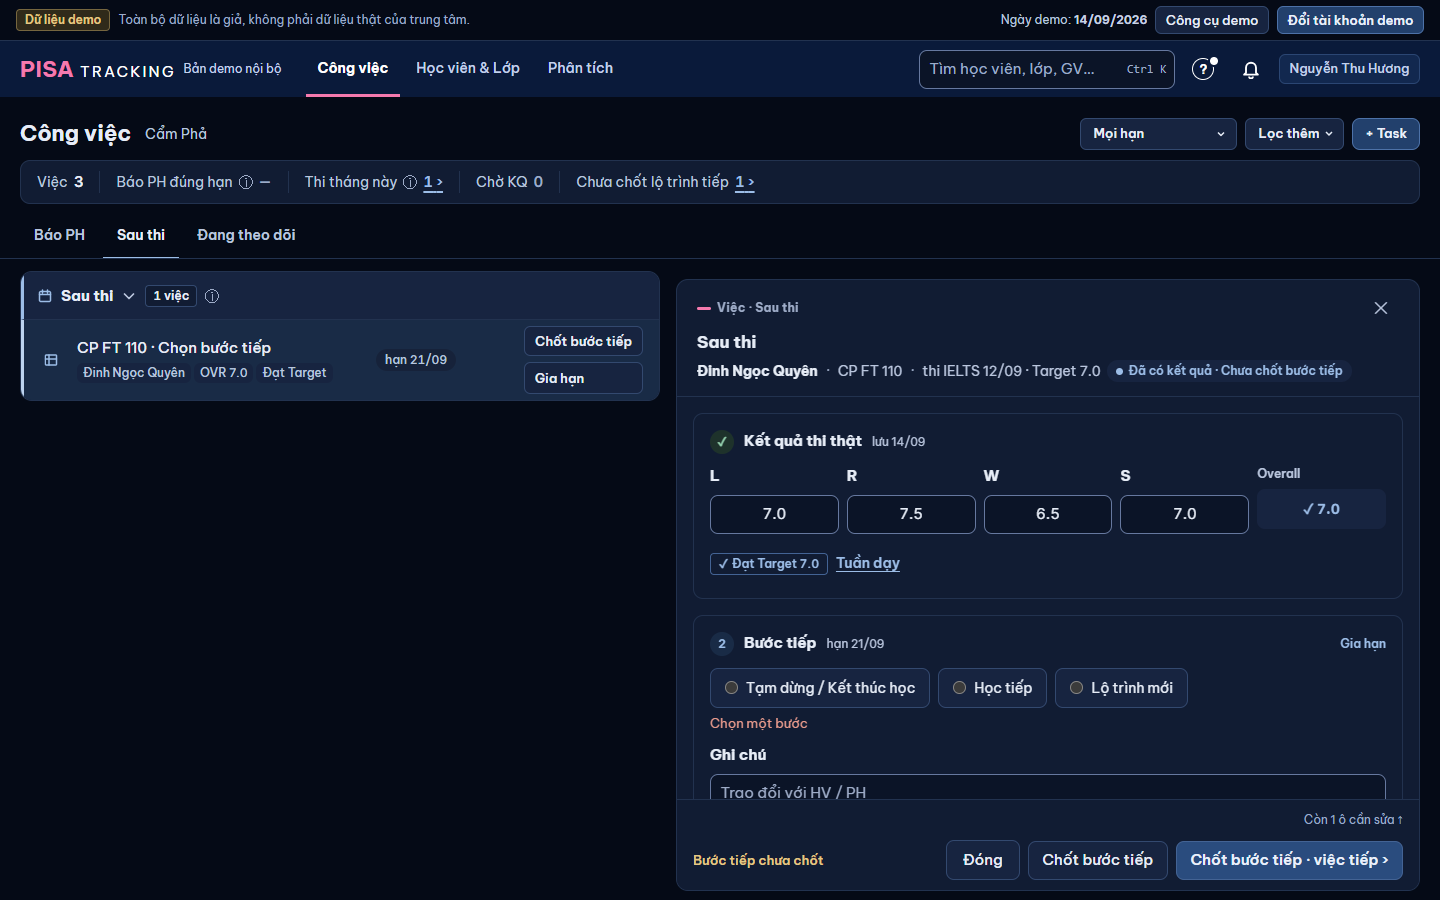 Dữ liệu demo Toàn bộ dữ liệu là giả, không phải dữ liệu thật của trung tâm. Ngày demo: 14/09/2026 Công cụ demo Đổi tài khoản demo
PISA TRACKING Bản demo nội bộ Công việc Học viên & Lớp Phân tích Tìm học viên, lớp, GV... Ctrl K ? Nguyễn Thu Hương
Công việc Cẩm Phả Mọi hạn Lọc thêm + Task
Việc 3 Báo PH đúng hạn ⓘ — Thi tháng này ⓘ 1 › Chờ KQ 0 Chưa chốt lộ trình tiếp 1 ›
Báo PH Sau thi Đang theo dõi
Sau thi 1 việc ⓘ
CP FT 110 · Chọn bước tiếp
Đinh Ngọc Quyên OVR 7.0 Đạt Target
hạn 21/09
Chốt bước tiếp
Gia hạn
Việc · Sau thi
Sau thi
Đinh Ngọc Quyên · CP FT 110 · thi IELTS 12/09 · Target 7.0 Đã có kết quả · Chưa chốt bước tiếp
✓ Kết quả thi thật lưu 14/09
L R W S Overall
7.0 7.5 6.5 7.0 ✓ 7.0
✓ Đạt Target 7.0 Tuần dạy
2 Bước tiếp hạn 21/09 Gia hạn
Tạm dừng / Kết thúc học Học tiếp Lộ trình mới
Chọn một bước
Ghi chú
Trao đổi với HV / PH
Còn 1 ô cần sửa ↑
Bước tiếp chưa chốt Đóng Chốt bước tiếp Chốt bước tiếp · việc tiếp ›